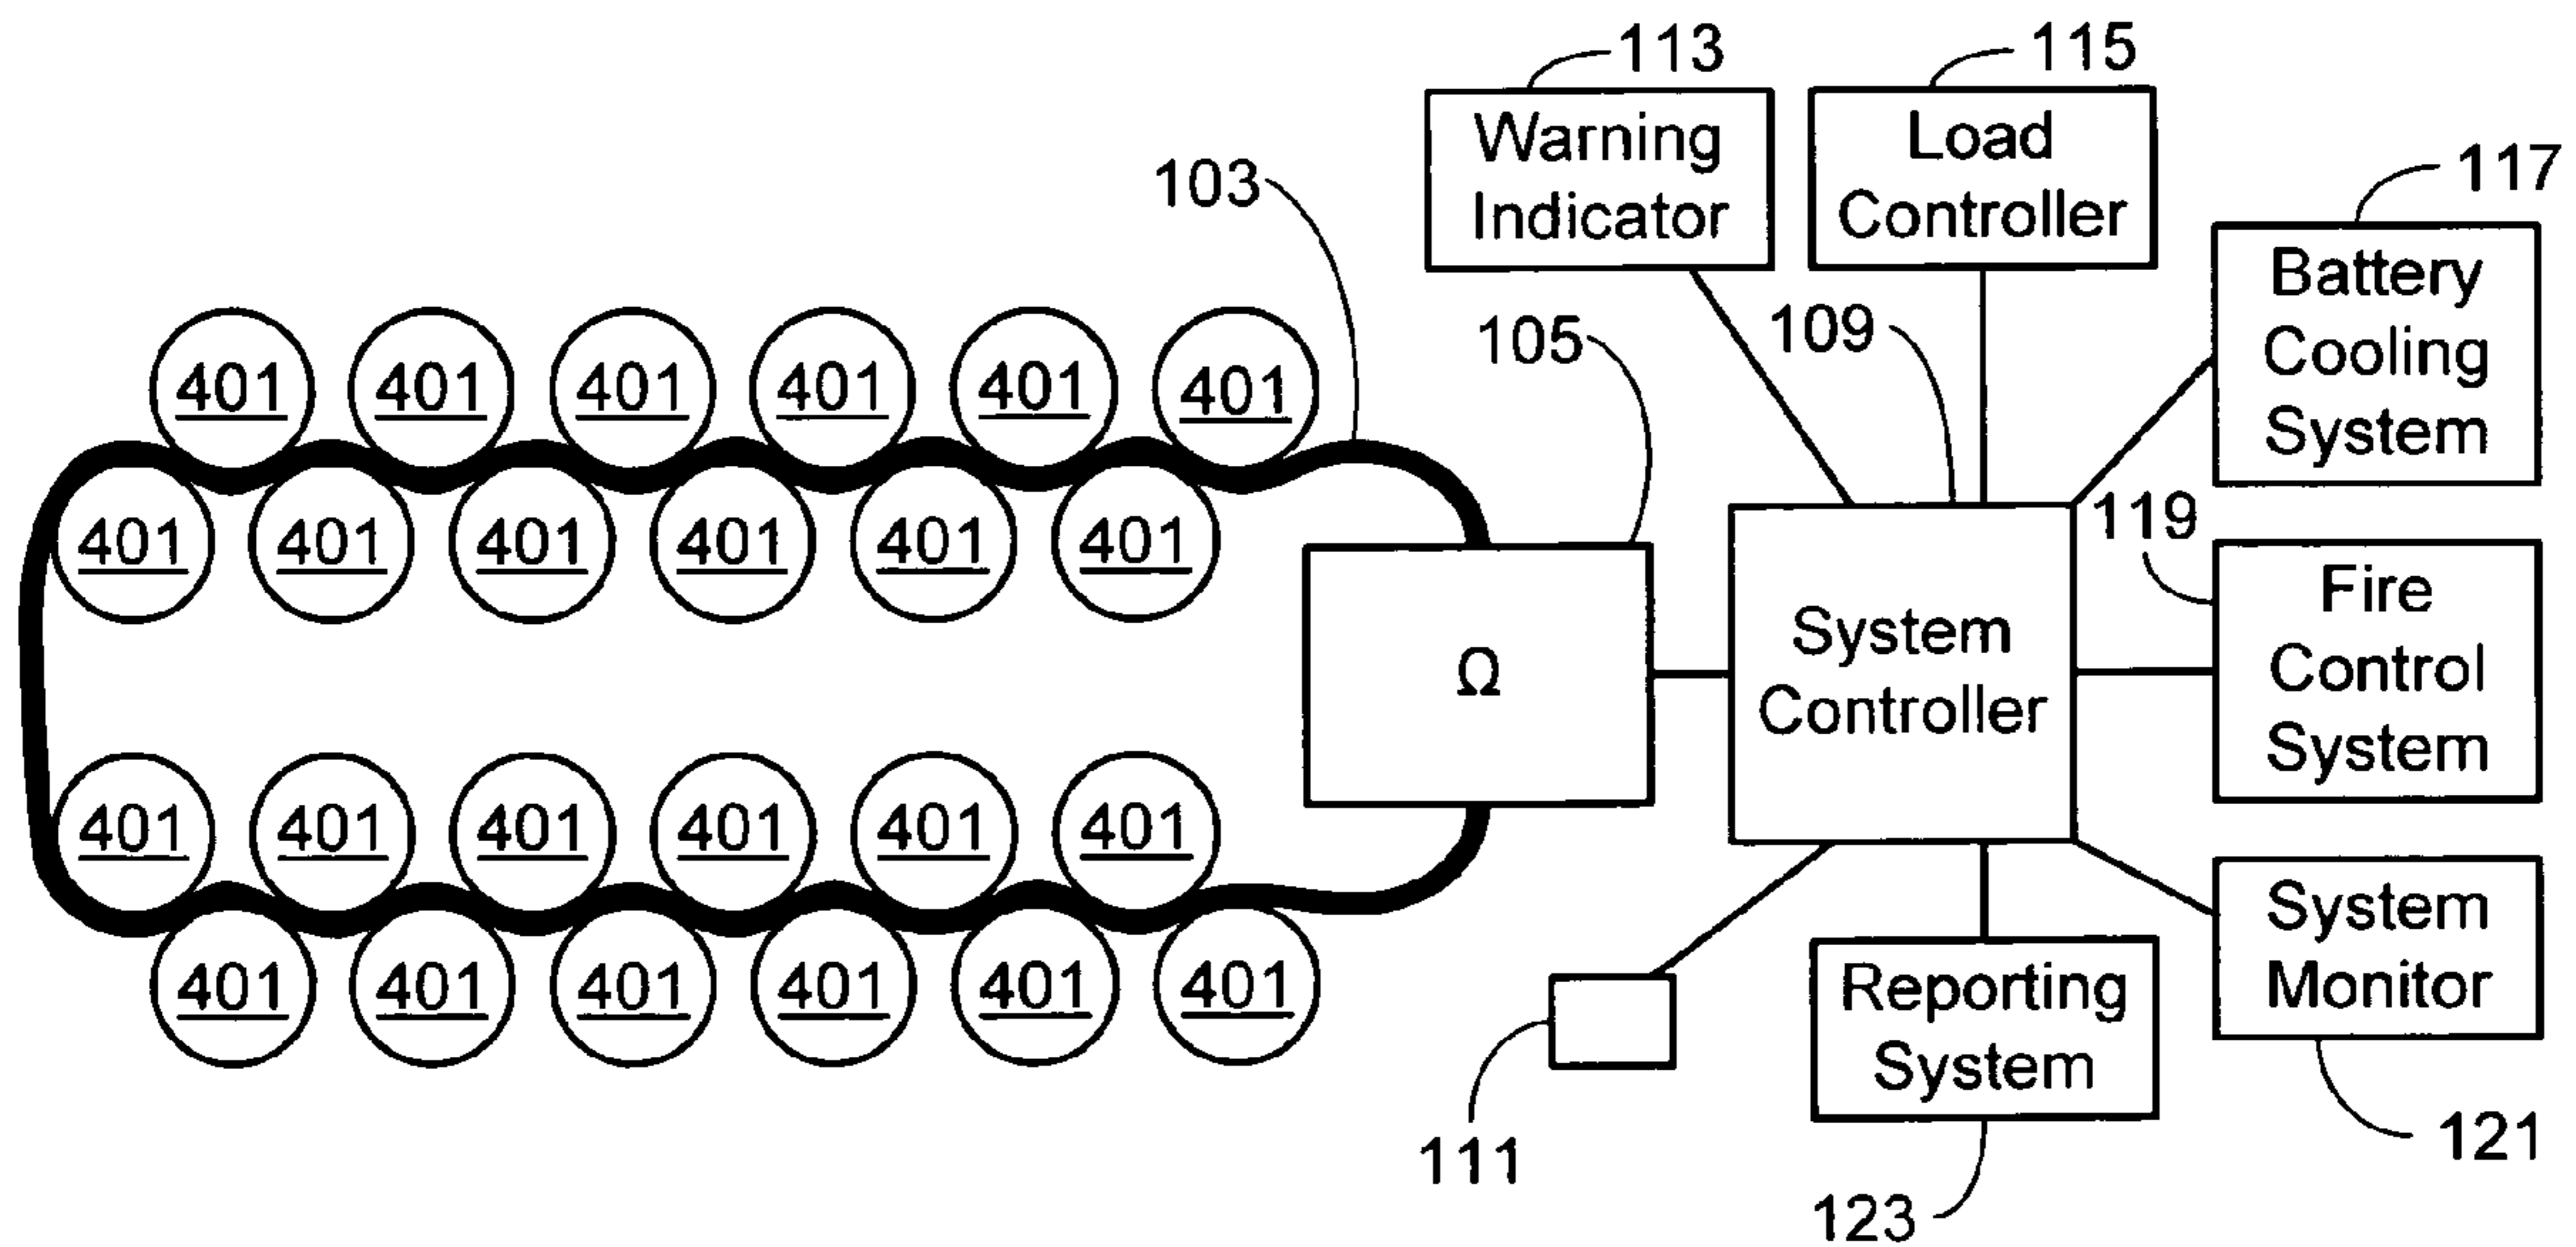 113
115
Warning
Indicator
Load
Controller
117
103
Battery
Cooling
System
105
109
401 401 401 401 401 401
401 401 401 401 401 401
119
Fire
Control
System
Ω
System
Controller
401 401 401 401 401 401
401 401 401 401 401 401
System
Monitor
Reporting
System
111
121
123